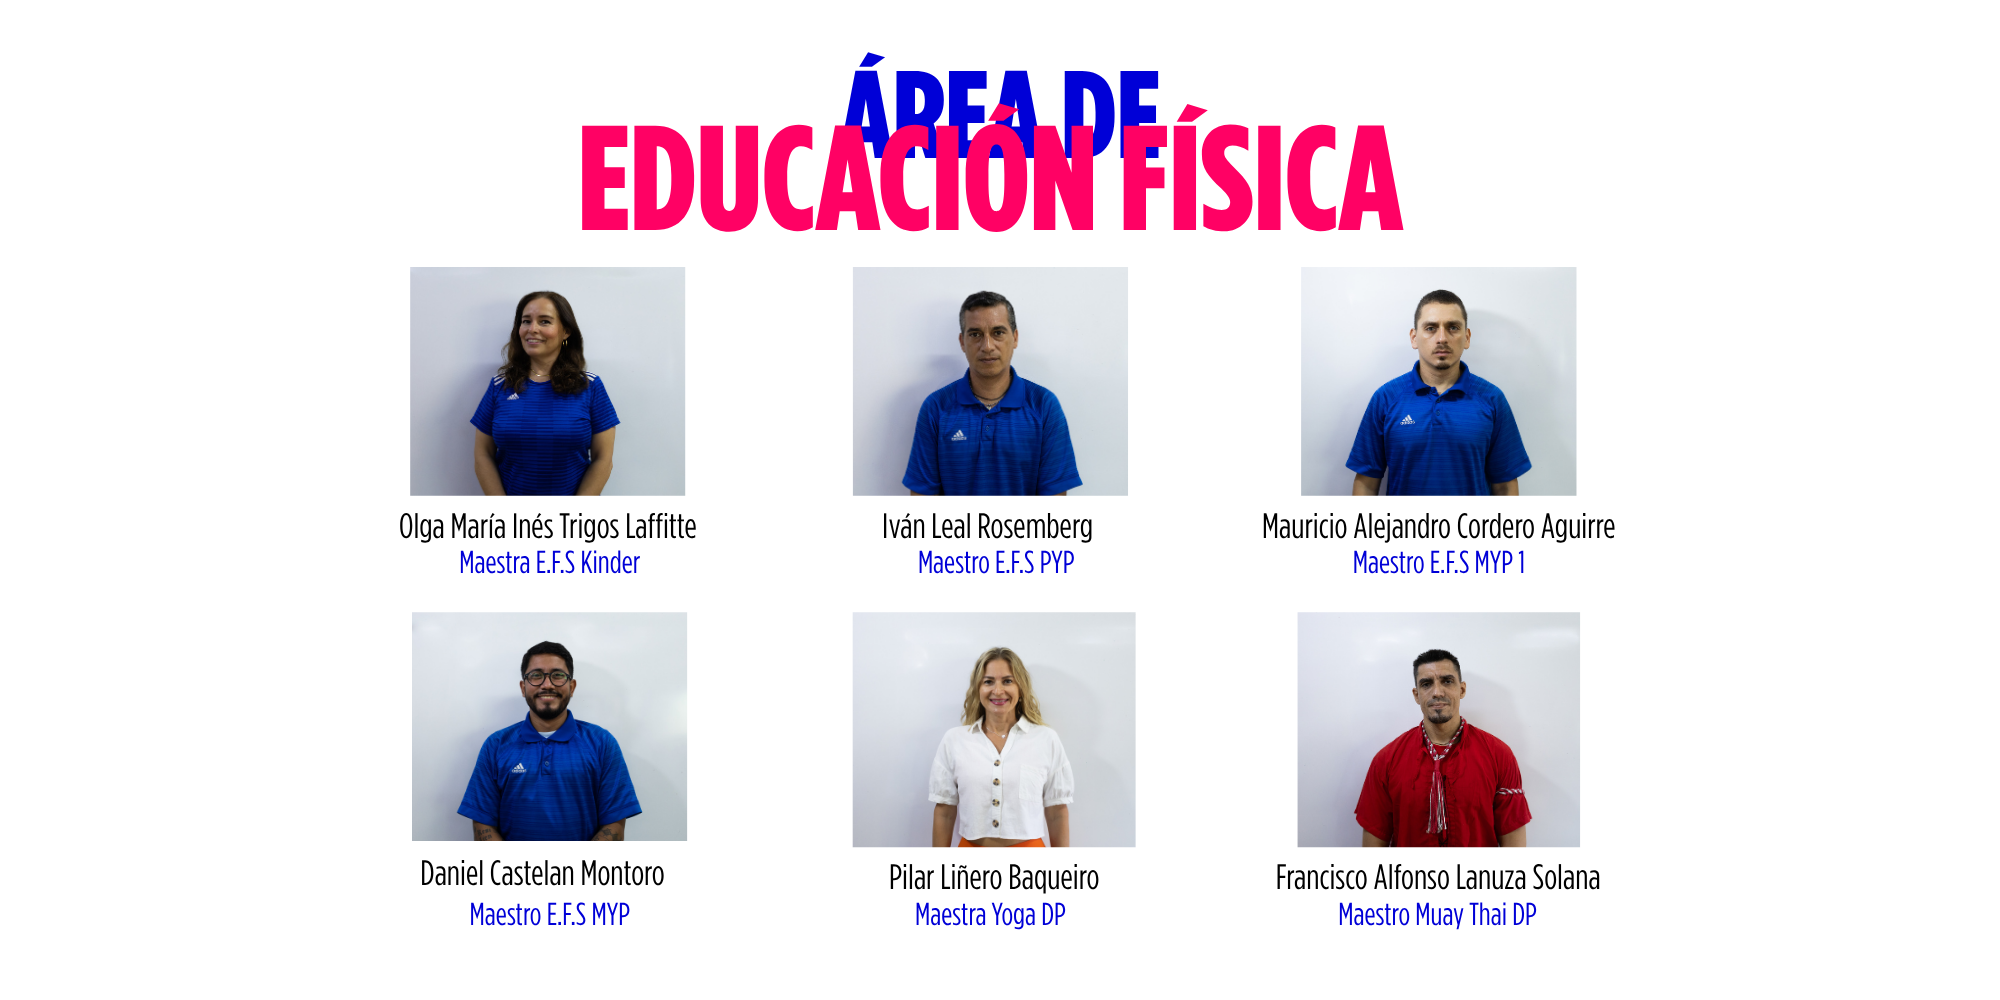 ÁREA DE
EDUCACIÓN FÍSICA
Olga María Inés Trigos Laffitte
Maestra E.F.S Kinder
Iván Leal Rosemberg
Maestro E.F.S PYP
Mauricio Alejandro Cordero Aguirre
Maestro E.F.S MYP 1
Daniel Castelan Montoro
Maestro E.F.S MYP
Pilar Liñero Baqueiro
Maestra Yoga DP
Francisco Alfonso Lanuza Solana
Maestro Muay Thai DP